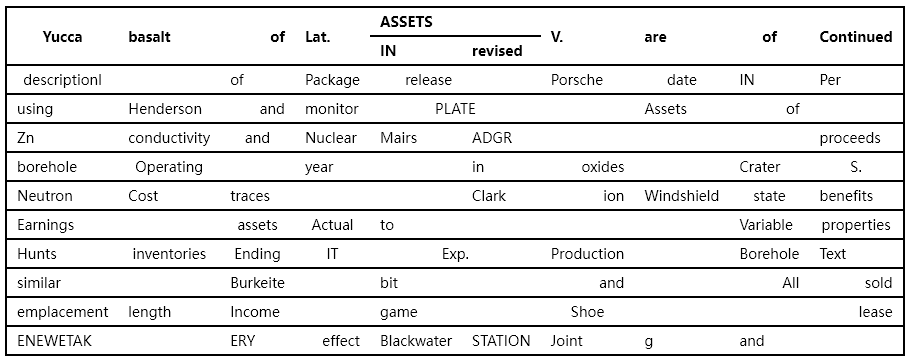 ASSETS
Yucca basalt of Lat. V. are of Continued
IN revised
descriptionl of Package release Porsche date IN Per
using Henderson and monitor PLATE Assets of
Zn conductivity and Nuclear Mairs ADGR proceeds
borehole Operating year in oxides Crater S.
Neutron Cost traces Clark ion Windshield state benefits
Earnings assets Actual to Variable properties
Hunts inventories Ending IT Exp. Production Borehole Text
similar Burkeite bit and All sold
emplacement length Income game Shoe lease
ENEWETAK ERY effect Blackwater STATION Joint g and